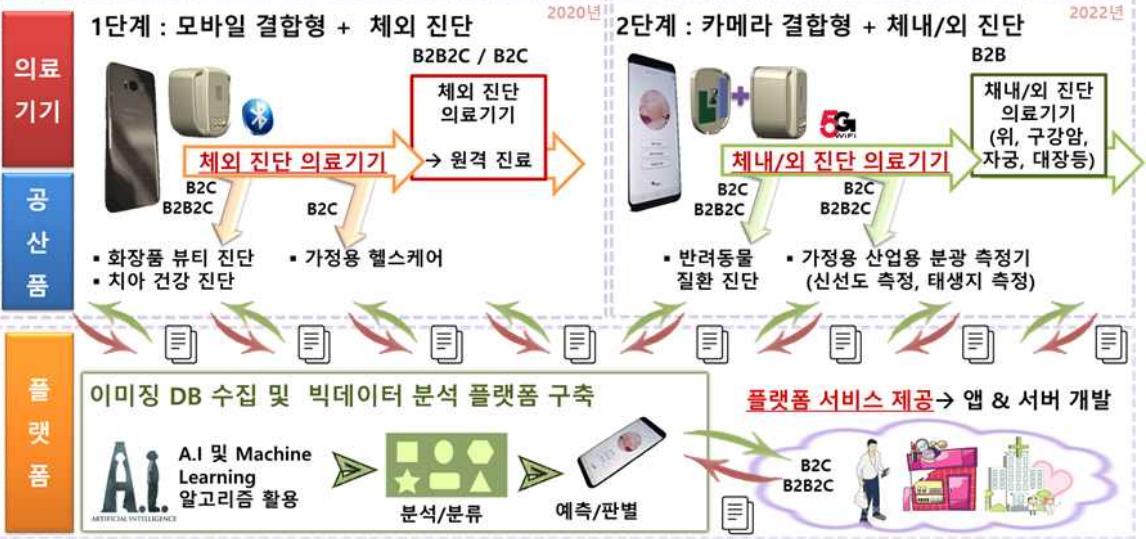 의료
기기
공
산
품
플
랫
폼
1단계 : 모바일 결합형 + 체외 진단
2020년
B2B2C / B2C
체외 진단
의료기기
→ 원격 진료
체외 진단 의료기기
B2C
B2B2C
B2C
▪ 화장품 뷰티 진단
▪ 치아 건강 진단
▪ 가정용 헬스케어
2단계 : 카메라 결합형 + 체내/외 진단
2022년
B2B
5G
WiFi
채내/외 진단
의료기기
(위, 구강암,
자궁, 대장등)
체내/외 진단 의료기기
B2C
B2B2C
B2C
B2B2C
▪ 반려동물
질환 진단
▪ 가정용 산업용 분광 측정기
(신선도 측정, 태생지 측정)
이미징 DB 수집 및 빅데이터 분석 플랫폼 구축
A.I.
ARTIFICIAL INTELLIGENCE
A.I 및 Machine
Learning
알고리즘 활용
분석/분류
예측/판별
플랫폼 서비스 제공→ 앱 & 서버 개발
B2C
B2B2C